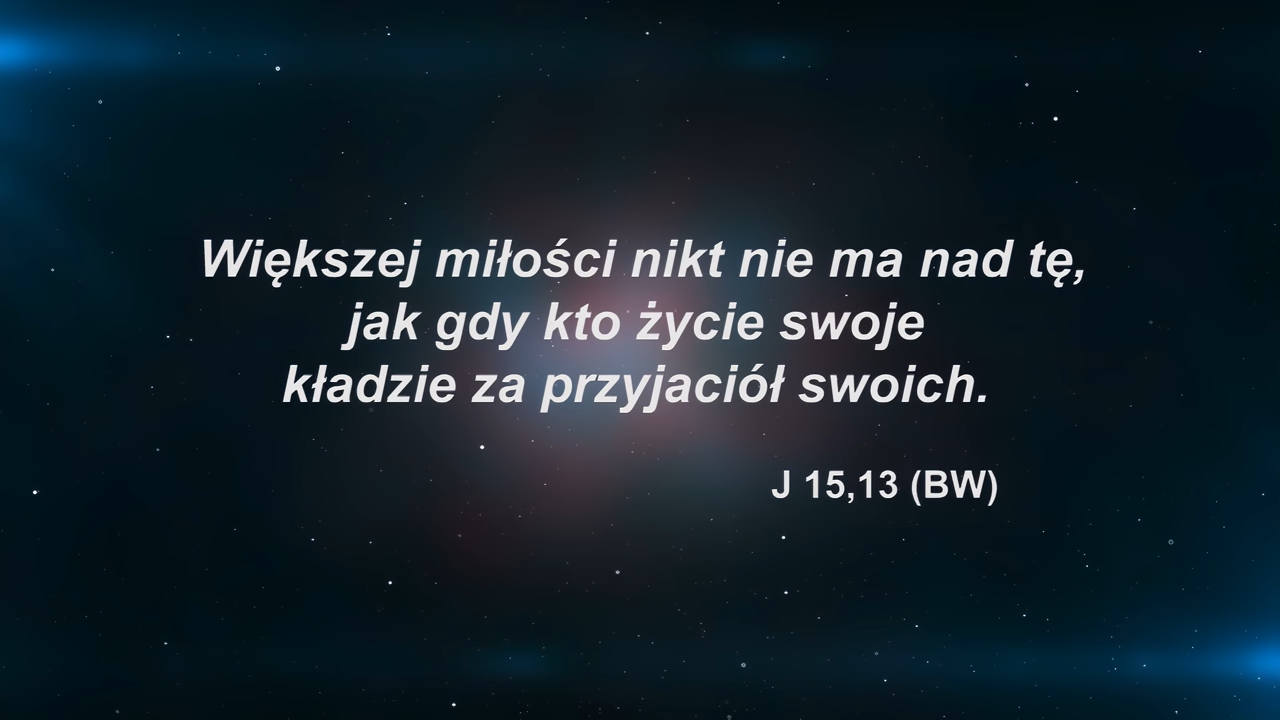 Większej miłości nikt nie ma nad tę,
jak gdy kto życie swoje
kładzie za przyjaciół swoich.
J 15,13 (BW)